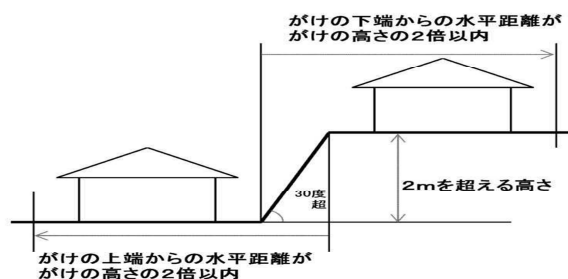 がけの下端からの水平距離が
がけの高さの2倍以内
30度
超
2mを超える高さ
がけの上端からの水平距離が
がけの高さの2倍以内